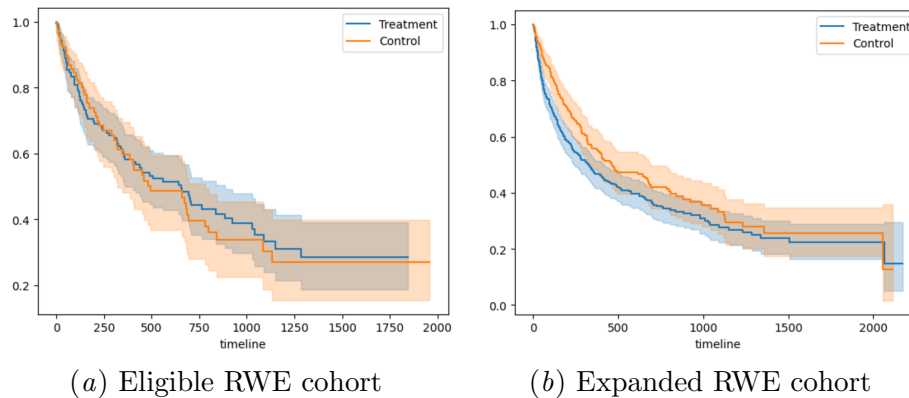 1.0
0.8
0.6
0.4
0.2
0 250 500 750 1000 1250 1500 1750 2000
timeline
Treatment
Control
(a) Eligible RWE cohort
1.0
0.8
0.6
0.4
0.2
0.0
0 500 1000 1500 2000
timeline
Treatment
Control
(b) Expanded RWE cohort